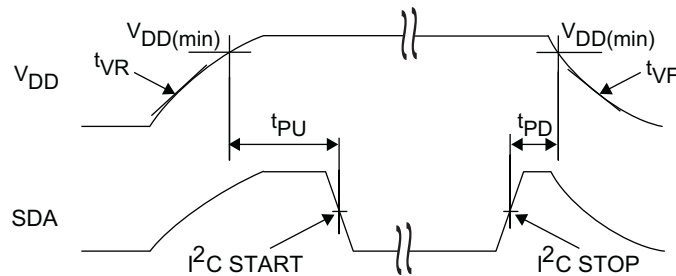 VDD(min)
VDD(min)
tVR
tVF
VDD
tPU
tPD
SDA
I2C START
I2C STOP